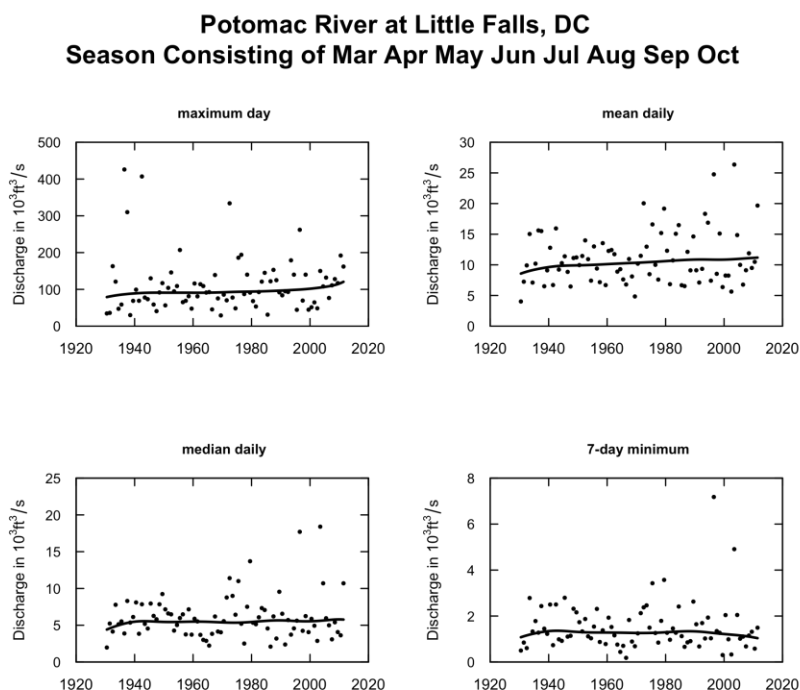 Potomac River at Little Falls, DC
Season Consisting of Mar Apr May Jun Jul Aug Sep Oct
maximum day
Discharge in 10³ft³/s
500
400
300
200
100
0
1920 1940 1960 1980 2000 2020
mean daily
Discharge in 10³ft³/s
30
25
20
15
10
5
0
1920 1940 1960 1980 2000 2020
median daily
Discharge in 10³ft³/s
25
20
15
10
5
0
1920 1940 1960 1980 2000 2020
7-day minimum
Discharge in 10³ft³/s
8
6
4
2
0
1920 1940 1960 1980 2000 2020